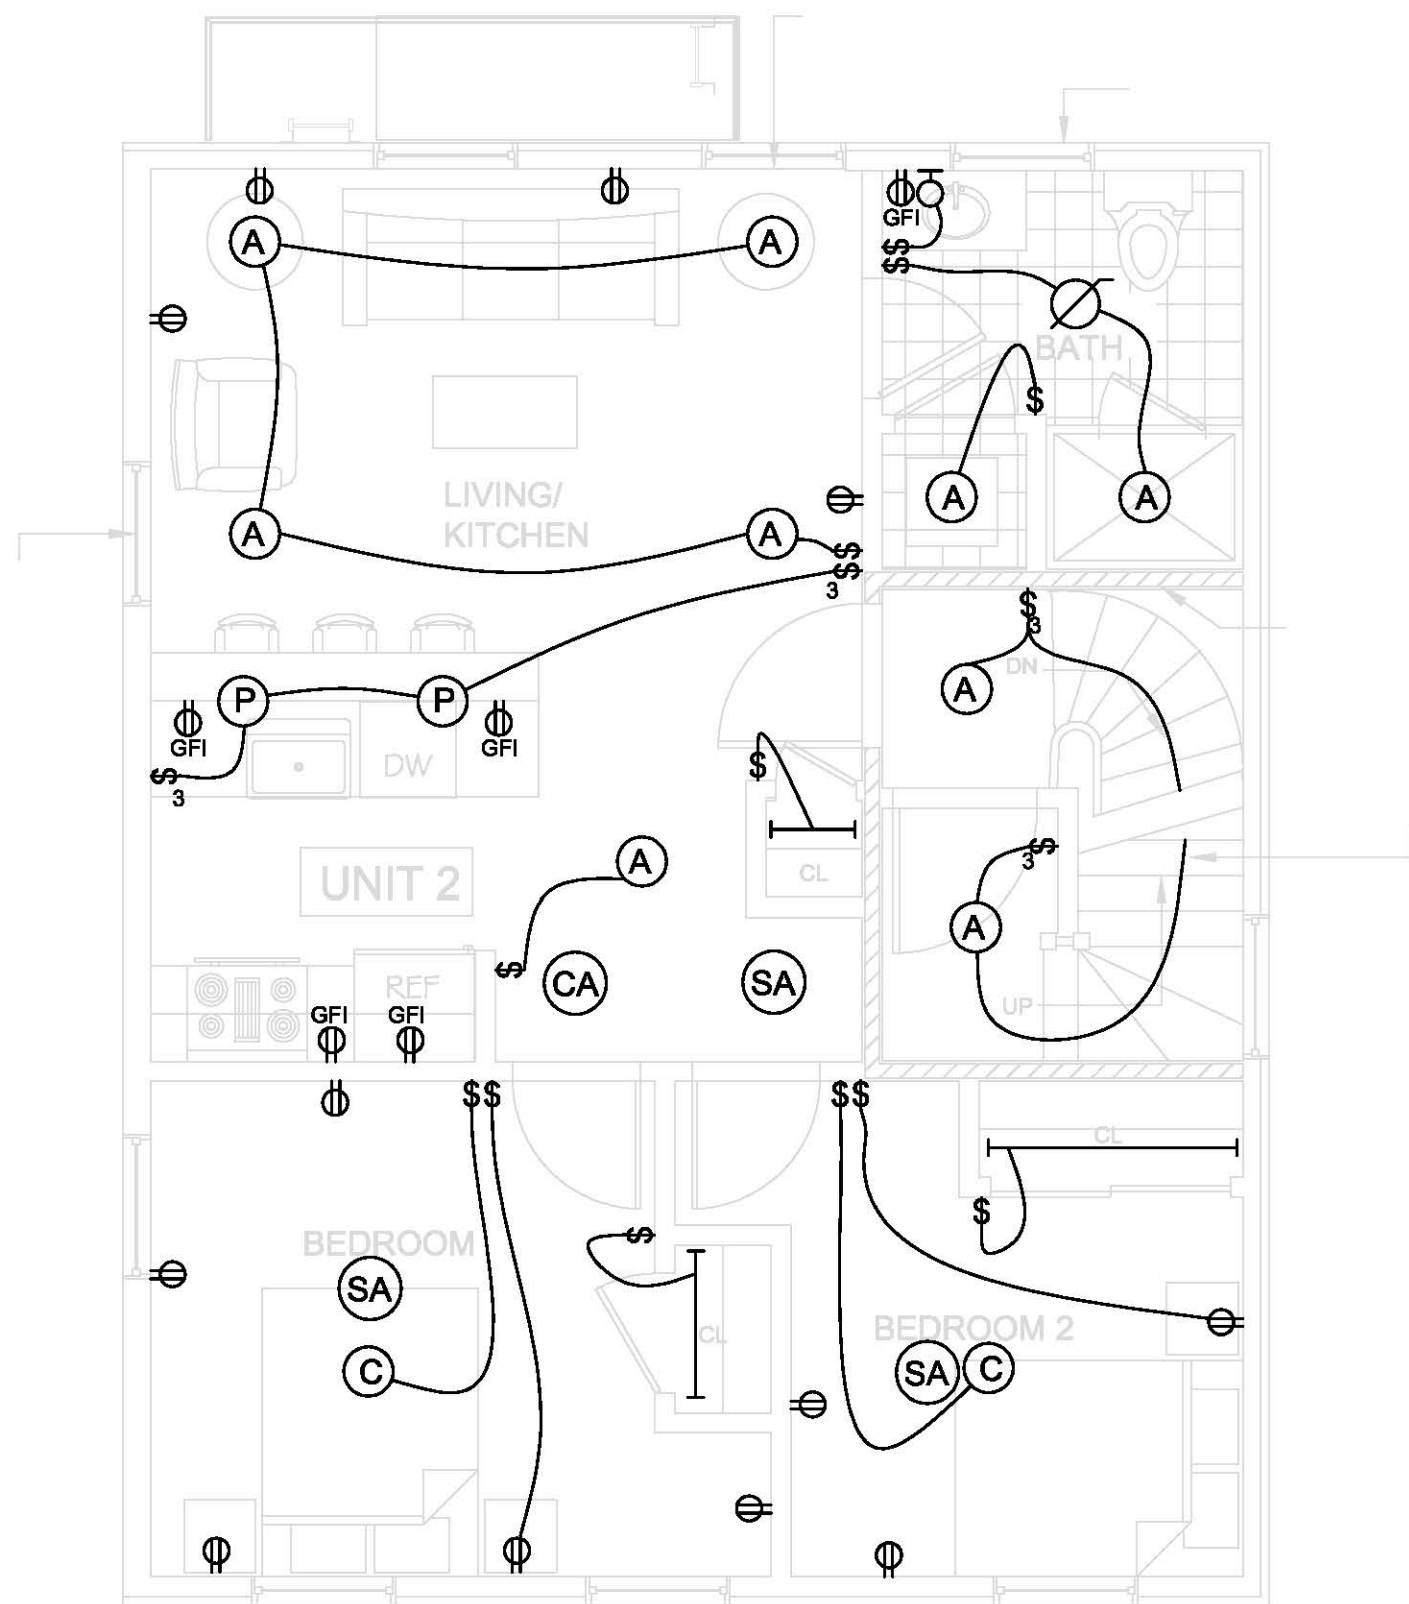 GFI
A
A
$
$
BATH
$
A
A
LIVING/
KITCHEN
A
A
$
$
3
$
3
DN
A
P
P
GFI
GFI
DW
$
3
$
A
CL
UNIT 2
$
3
A
$
CA
SA
REF
GFI
GFI
UP
$$
$$
CL
$
BEDROOM
$
SA
CL
BEDROOM 2
C
SA
C